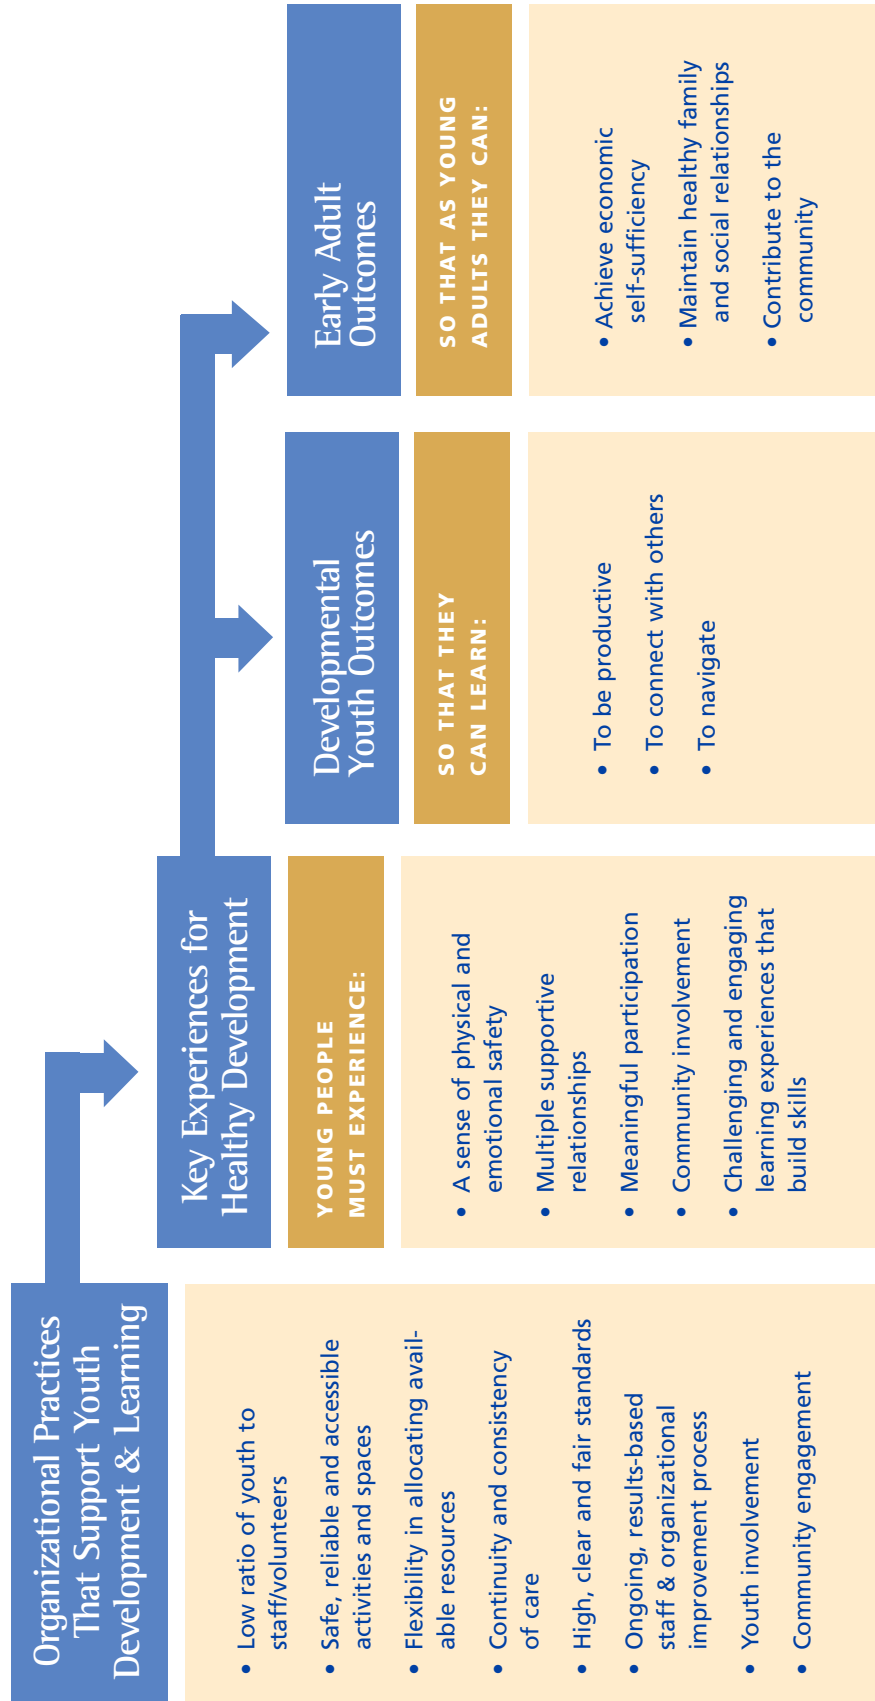 Organizational Practices
That Support Youth
Development & Learning
• Low ratio of youth to
staff/volunteers
• Safe, reliable and accessible
activities and spaces
• Flexibility in allocating avail-
able resources
• Continuity and consistency
of care
• High, clear and fair standards
• Ongoing, results-based
staff & organizational
improvement process
• Youth involvement
• Community engagement
Key Experiences for
Healthy Development
YOUNG PEOPLE
MUST EXPERIENCE:
• A sense of physical and
emotional safety
• Multiple supportive
relationships
• Meaningful participation
• Community involvement
• Challenging and engaging
learning experiences that
build skills
Developmental
Youth Outcomes
SO THAT THEY
CAN LEARN:
• To be productive
• To connect with others
• To navigate
Early Adult
Outcomes
SO THAT AS YOUNG
ADULTS THEY CAN:
• Achieve economic
self-sufficiency
• Maintain healthy family
and social relationships
• Contribute to the
community